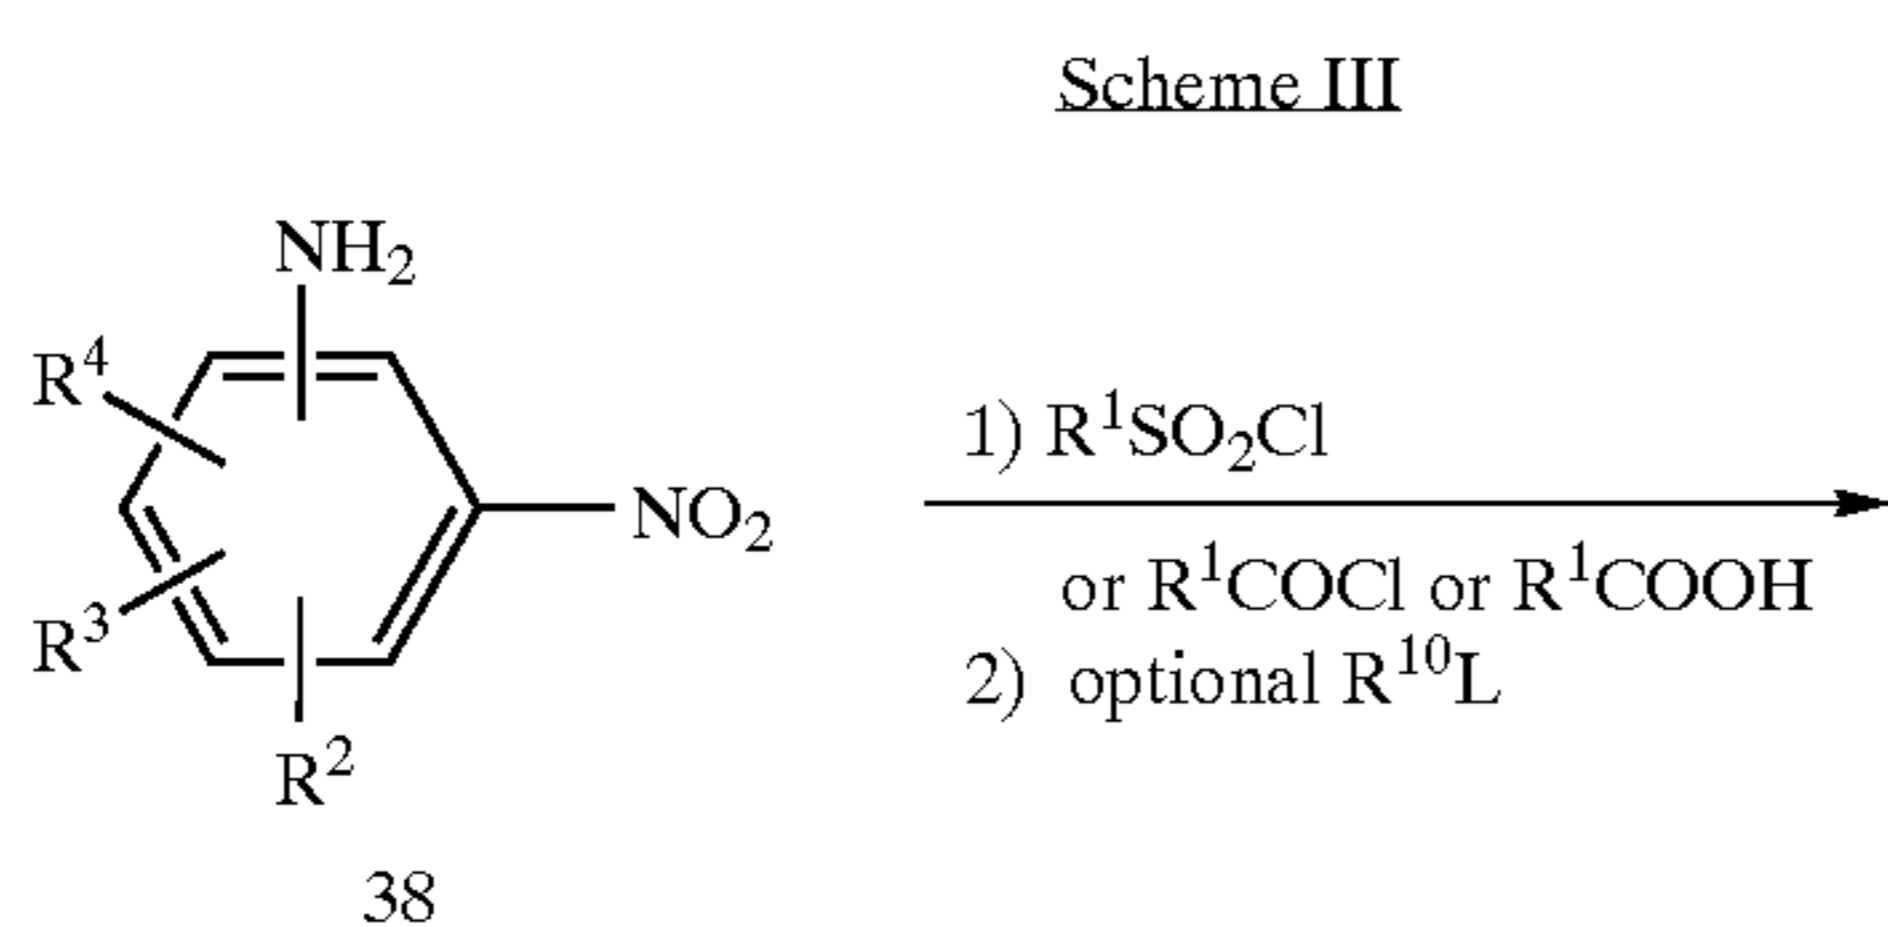 Scheme III
NH₂
R⁴
1) R¹SO₂Cl
NO₂
or R¹COCl or R¹COOH
R³
2) optional R¹⁰L
R²
38